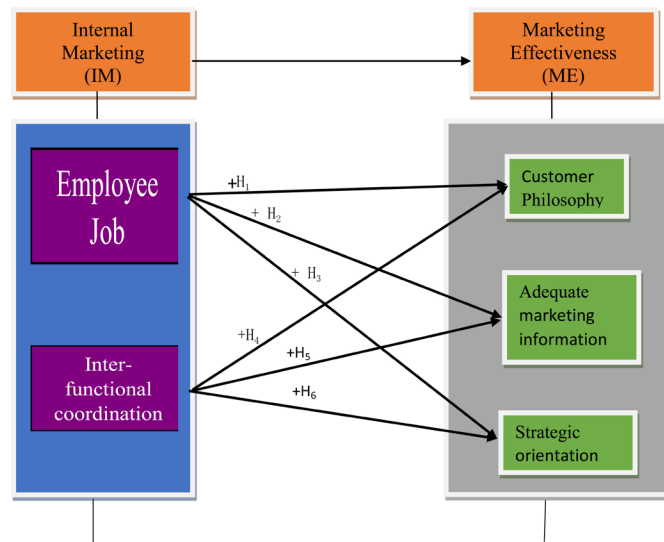 Internal
Marketing
(IM)
Marketing
Effectiveness
(ME)
Employee
Job
+H₁
+ H₂
+ H₃
Customer
Philosophy
Adequate
marketing
information
+H₄
+H₅
+H₆
Inter-
functional
coordination
Strategic
orientation